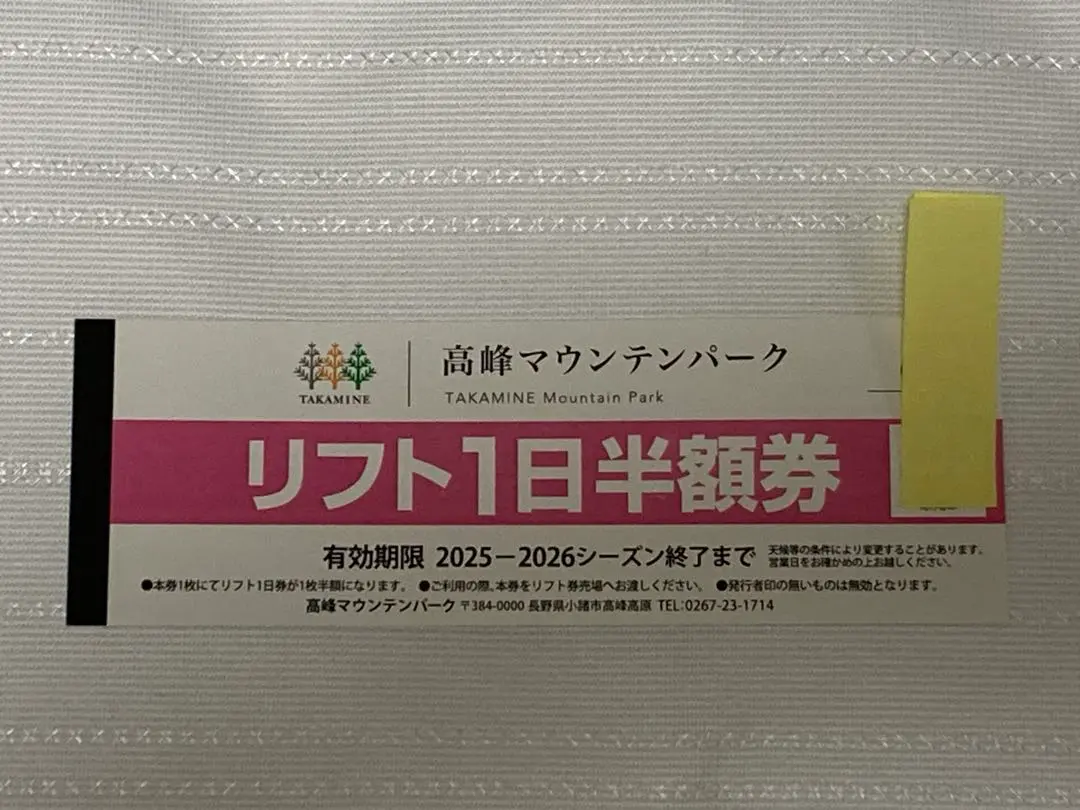 TAKAMINE
高峰マウンテンパーク
TAKAMINE Mountain Park
リフト1日半額券
有効期限 2025−2026シーズン終了まで
天候等の条件により変更することがあります。
営業日をお確かめの上お越しください。
●本券1枚にてリフト1日券が1枚半額になります。 ●ご利用の際、本券をリフト券売場へお渡しください。 ●発行者印の無いものは無効となります。
高峰マウンテンパーク 〒384-0000 長野県小諸市高峰高原 TEL:0267-23-1714